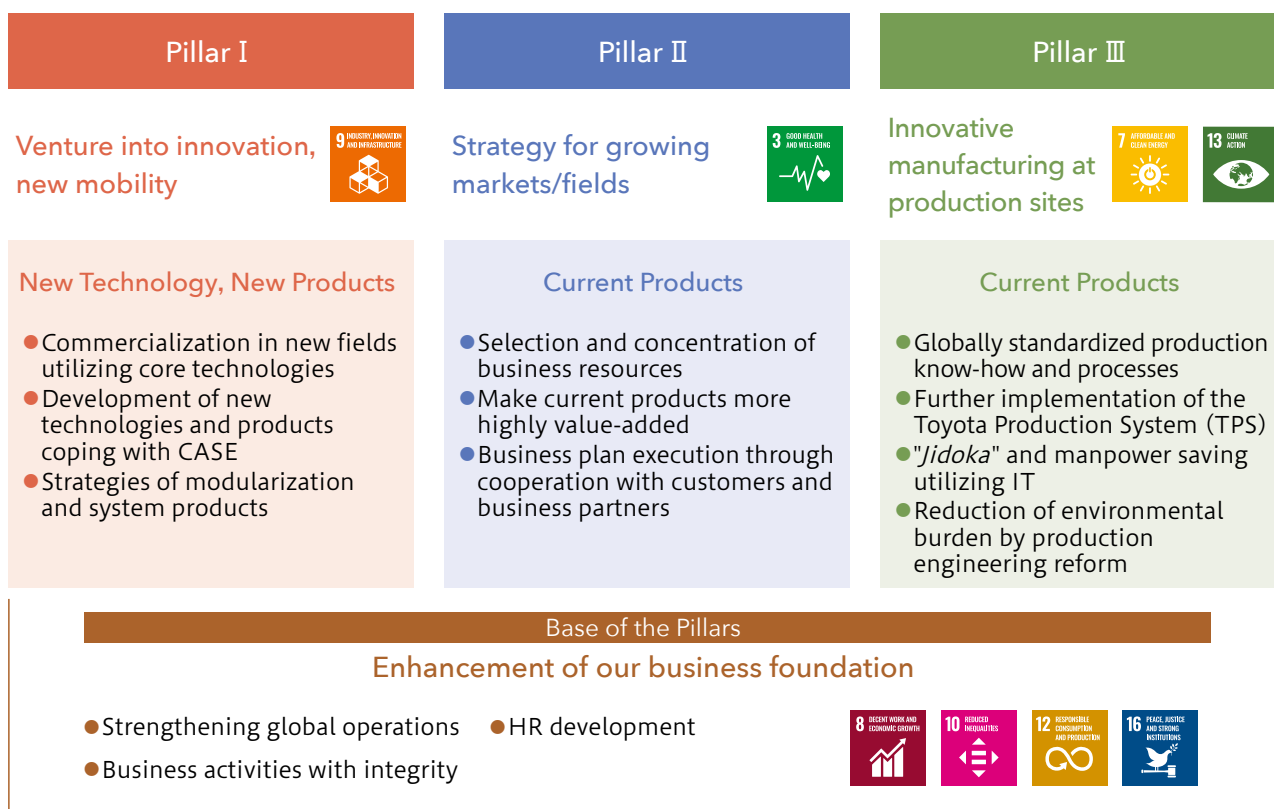 Pillar Ⅰ
Venture into innovation,
new mobility
9 INDUSTRY, INNOVATION
AND INFRASTRUCTURE
New Technology, New Products
●Commercialization in new fields
utilizing core technologies
●Development of new
technologies and products
coping with CASE
●Strategies of modularization
and system products
Pillar Ⅱ
Strategy for growing
markets/fields
3 GOOD HEALTH
AND WELL-BEING
Current Products
●Selection and concentration of
business resources
●Make current products more
highly value-added
●Business plan execution through
cooperation with customers and
business partners
Pillar Ⅲ
Innovative
manufacturing at
production sites
7 AFFORDABLE AND
CLEAN ENERGY
13 CLIMATE
ACTION
Current Products
●Globally standardized production
know-how and processes
●Further implementation of the
Toyota Production System (TPS)
●"Jidoka" and manpower saving
utilizing IT
●Reduction of environmental
burden by production
engineering reform
Base of the Pillars
Enhancement of our business foundation
●Strengthening global operations
●HR development
●Business activities with integrity
8 DECENT WORK AND
ECONOMIC GROWTH
10 REDUCED
INEQUALITIES
12 RESPONSIBLE
CONSUMPTION
AND PRODUCTION
16 PEACE, JUSTICE
AND STRONG
INSTITUTIONS